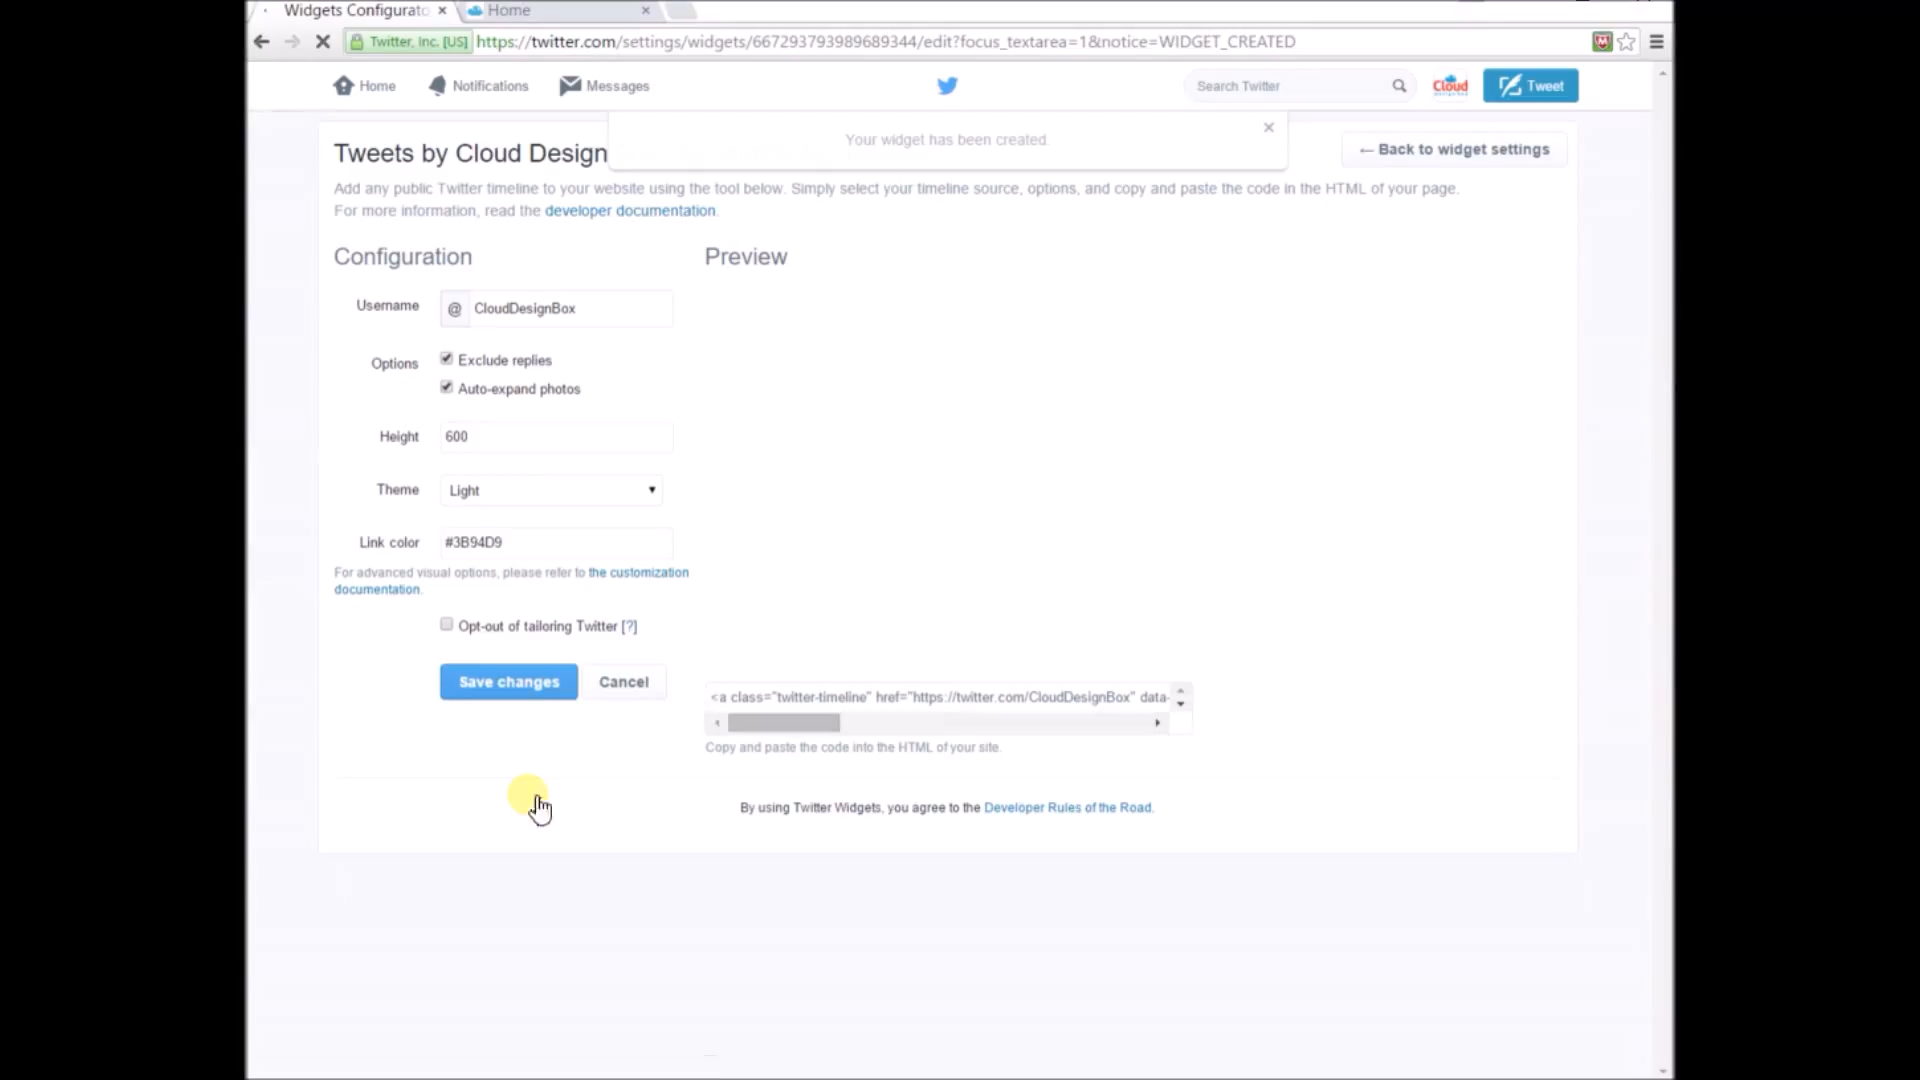 Widgets Configurato
Home
Twitter, Inc. [US] https://twitter.com/settings/widgets/667293793989689344/edit?focus_textarea=1&notice=WIDGET_CREATED
Home Notifications Messages Search Twitter Cloud Tweet
Your widget has been created.
Tweets by Cloud Design
← Back to widget settings
Add any public Twitter timeline to your website using the tool below. Simply select your timeline source, options, and copy and paste the code in the HTML of your page.
For more information, read the developer documentation.
Configuration
Preview
Username @ CloudDesignBox
Options Exclude replies
Auto-expand photos
Height 600
Theme Light
Link color #3B94D9
For advanced visual options, please refer to the customization
documentation.
Opt-out of tailoring Twitter [?]
Save changes Cancel
<a class="twitter-timeline" href="https://twitter.com/CloudDesignBox" data-
Copy and paste the code into the HTML of your site.
By using Twitter Widgets, you agree to the Developer Rules of the Road.